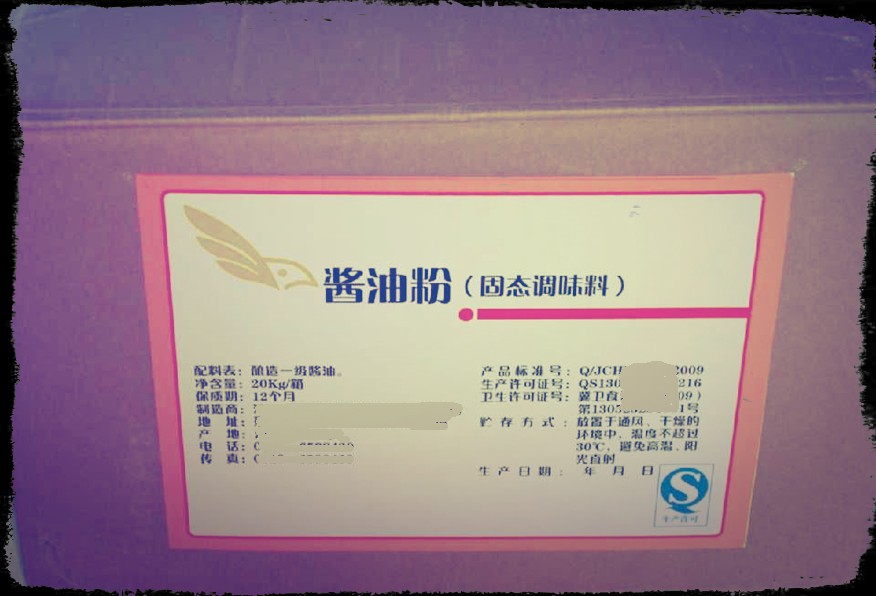 酱油粉（固态调味料）
配料表：酿造一级酱油。
净含量：20Kg/箱
保质期：12个月
制造商：
地 址：
产 地：
电 话：
传 真：
产品标准号：Q/JCH 2009
生产许可证号：QS130 216
卫生许可证号：冀卫食 09）
第1305 1号
贮存方式：放置于通风、干燥的
环境中，温度不超过
30℃，避免高温、阳
光直射
生产日期： 年 月 日
生产许可